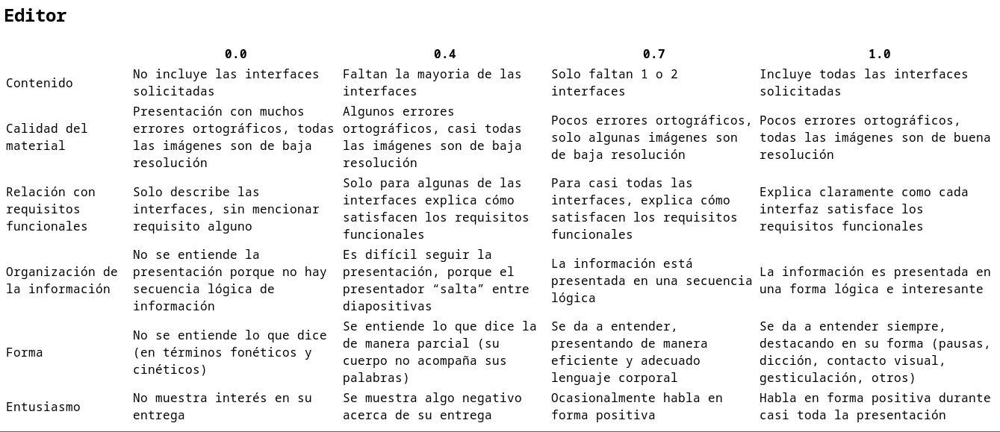 Editor
0.0 0.4 0.7 1.0
Contenido
No incluye las interfaces
solicitadas
Faltan la mayoria de las
interfaces
Solo faltan 1 o 2
interfaces
Incluye todas las interfaces
solicitadas
Calidad del
material
Presentación con muchos
errores ortográficos, todas
las imágenes son de baja
resolución
Algunos errores
ortográficos, casi todas
las imágenes son de baja
resolución
Pocos errores ortográficos,
solo algunas imágenes son
de baja resolución
Pocos errores ortográficos,
todas las imágenes son de buena
resolución
Relación con
requisitos
funcionales
Solo describe las
interfaces, sin mencionar
requisito alguno
Solo para algunas de las
interfaces explica cómo
satisfacen los requisitos
funcionales
Para casi todas las
interfaces, explica cómo
satisfacen los requisitos
funcionales
Explica claramente como cada
interfaz satisface los
requisitos funcionales
Organización de
la información
No se entiende la
presentación porque no hay
secuencia lógica de
información
Es difícil seguir la
presentación, porque el
presentador “salta” entre
diapositivas
La información está
presentada en una secuencia
lógica
La información es presentada en
una forma lógica e interesante
Forma
No se entiende lo que dice
(en términos fonéticos y
cinéticos)
Se entiende lo que dice la
de manera parcial (su
cuerpo no acompaña sus
palabras)
Se da a entender,
presentando de manera
eficiente y adecuado
lenguaje corporal
Se da a entender siempre,
destacando en su forma (pausas,
dicción, contacto visual,
gesticulación, otros)
Entusiasmo
No muestra interés en su
entrega
Se muestra algo negativo
acerca de su entrega
Ocasionalmente habla en
forma positiva
Habla en forma positiva durante
casi toda la presentación